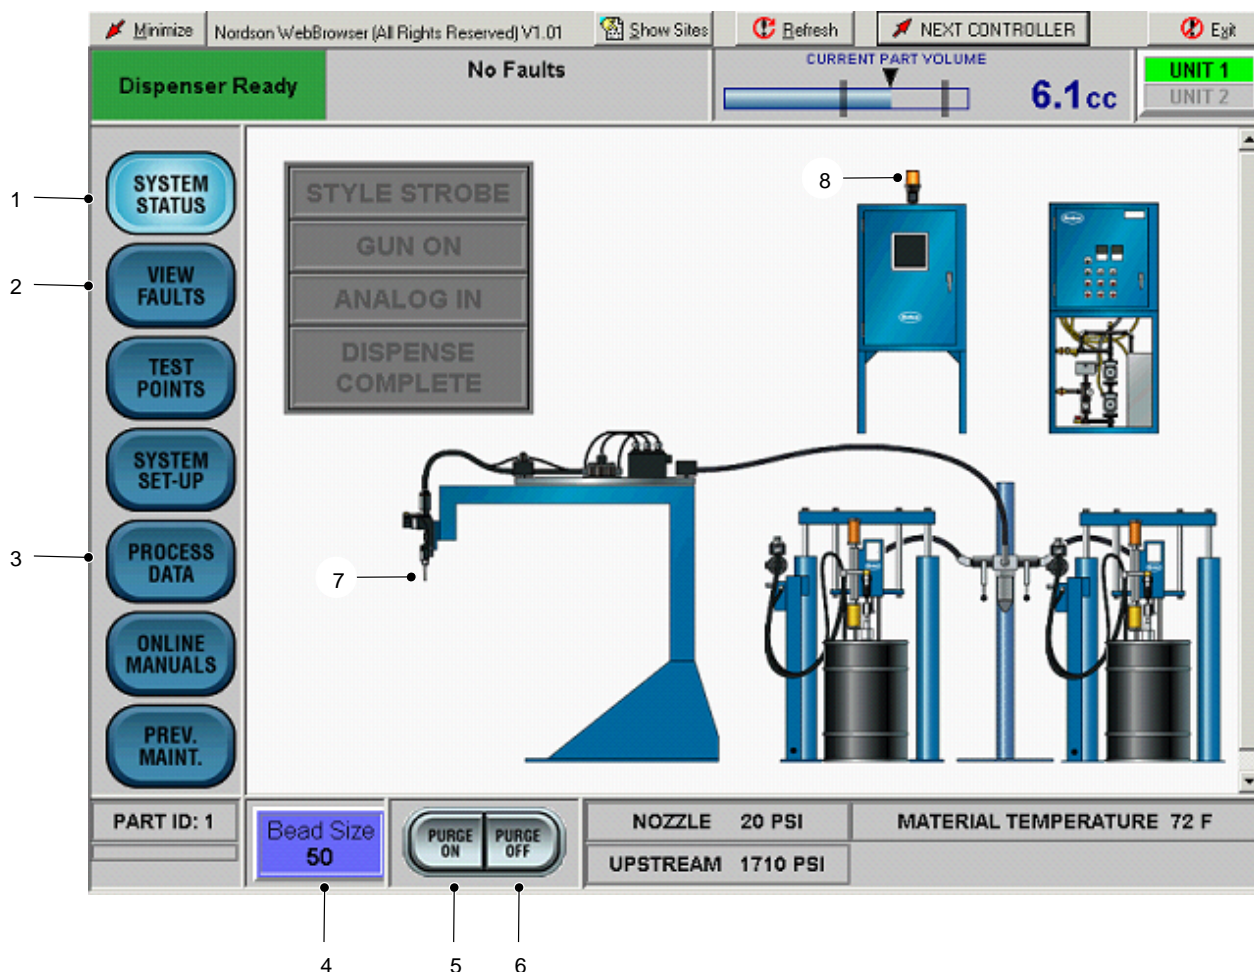 Minimize
Nordson WebBrowser (All Rights Reserved) V1.01
Show Sites
Refresh
NEXT CONTROLLER
Exit
Dispenser Ready
No Faults
CURRENT PART VOLUME
6.1cc
UNIT 1
UNIT 2
1
SYSTEM
STATUS
2
VIEW
FAULTS
TEST
POINTS
SYSTEM
SET-UP
3
PROCESS
DATA
ONLINE
MANUALS
PREV.
MAINT.
STYLE STROBE
GUN ON
ANALOG IN
DISPENSE
COMPLETE
8
7
PART ID: 1
Bead Size
50
PURGE
ON
PURGE
OFF
NOZZLE 20 PSI
MATERIAL TEMPERATURE 72 F
UPSTREAM 1710 PSI
4
5
6